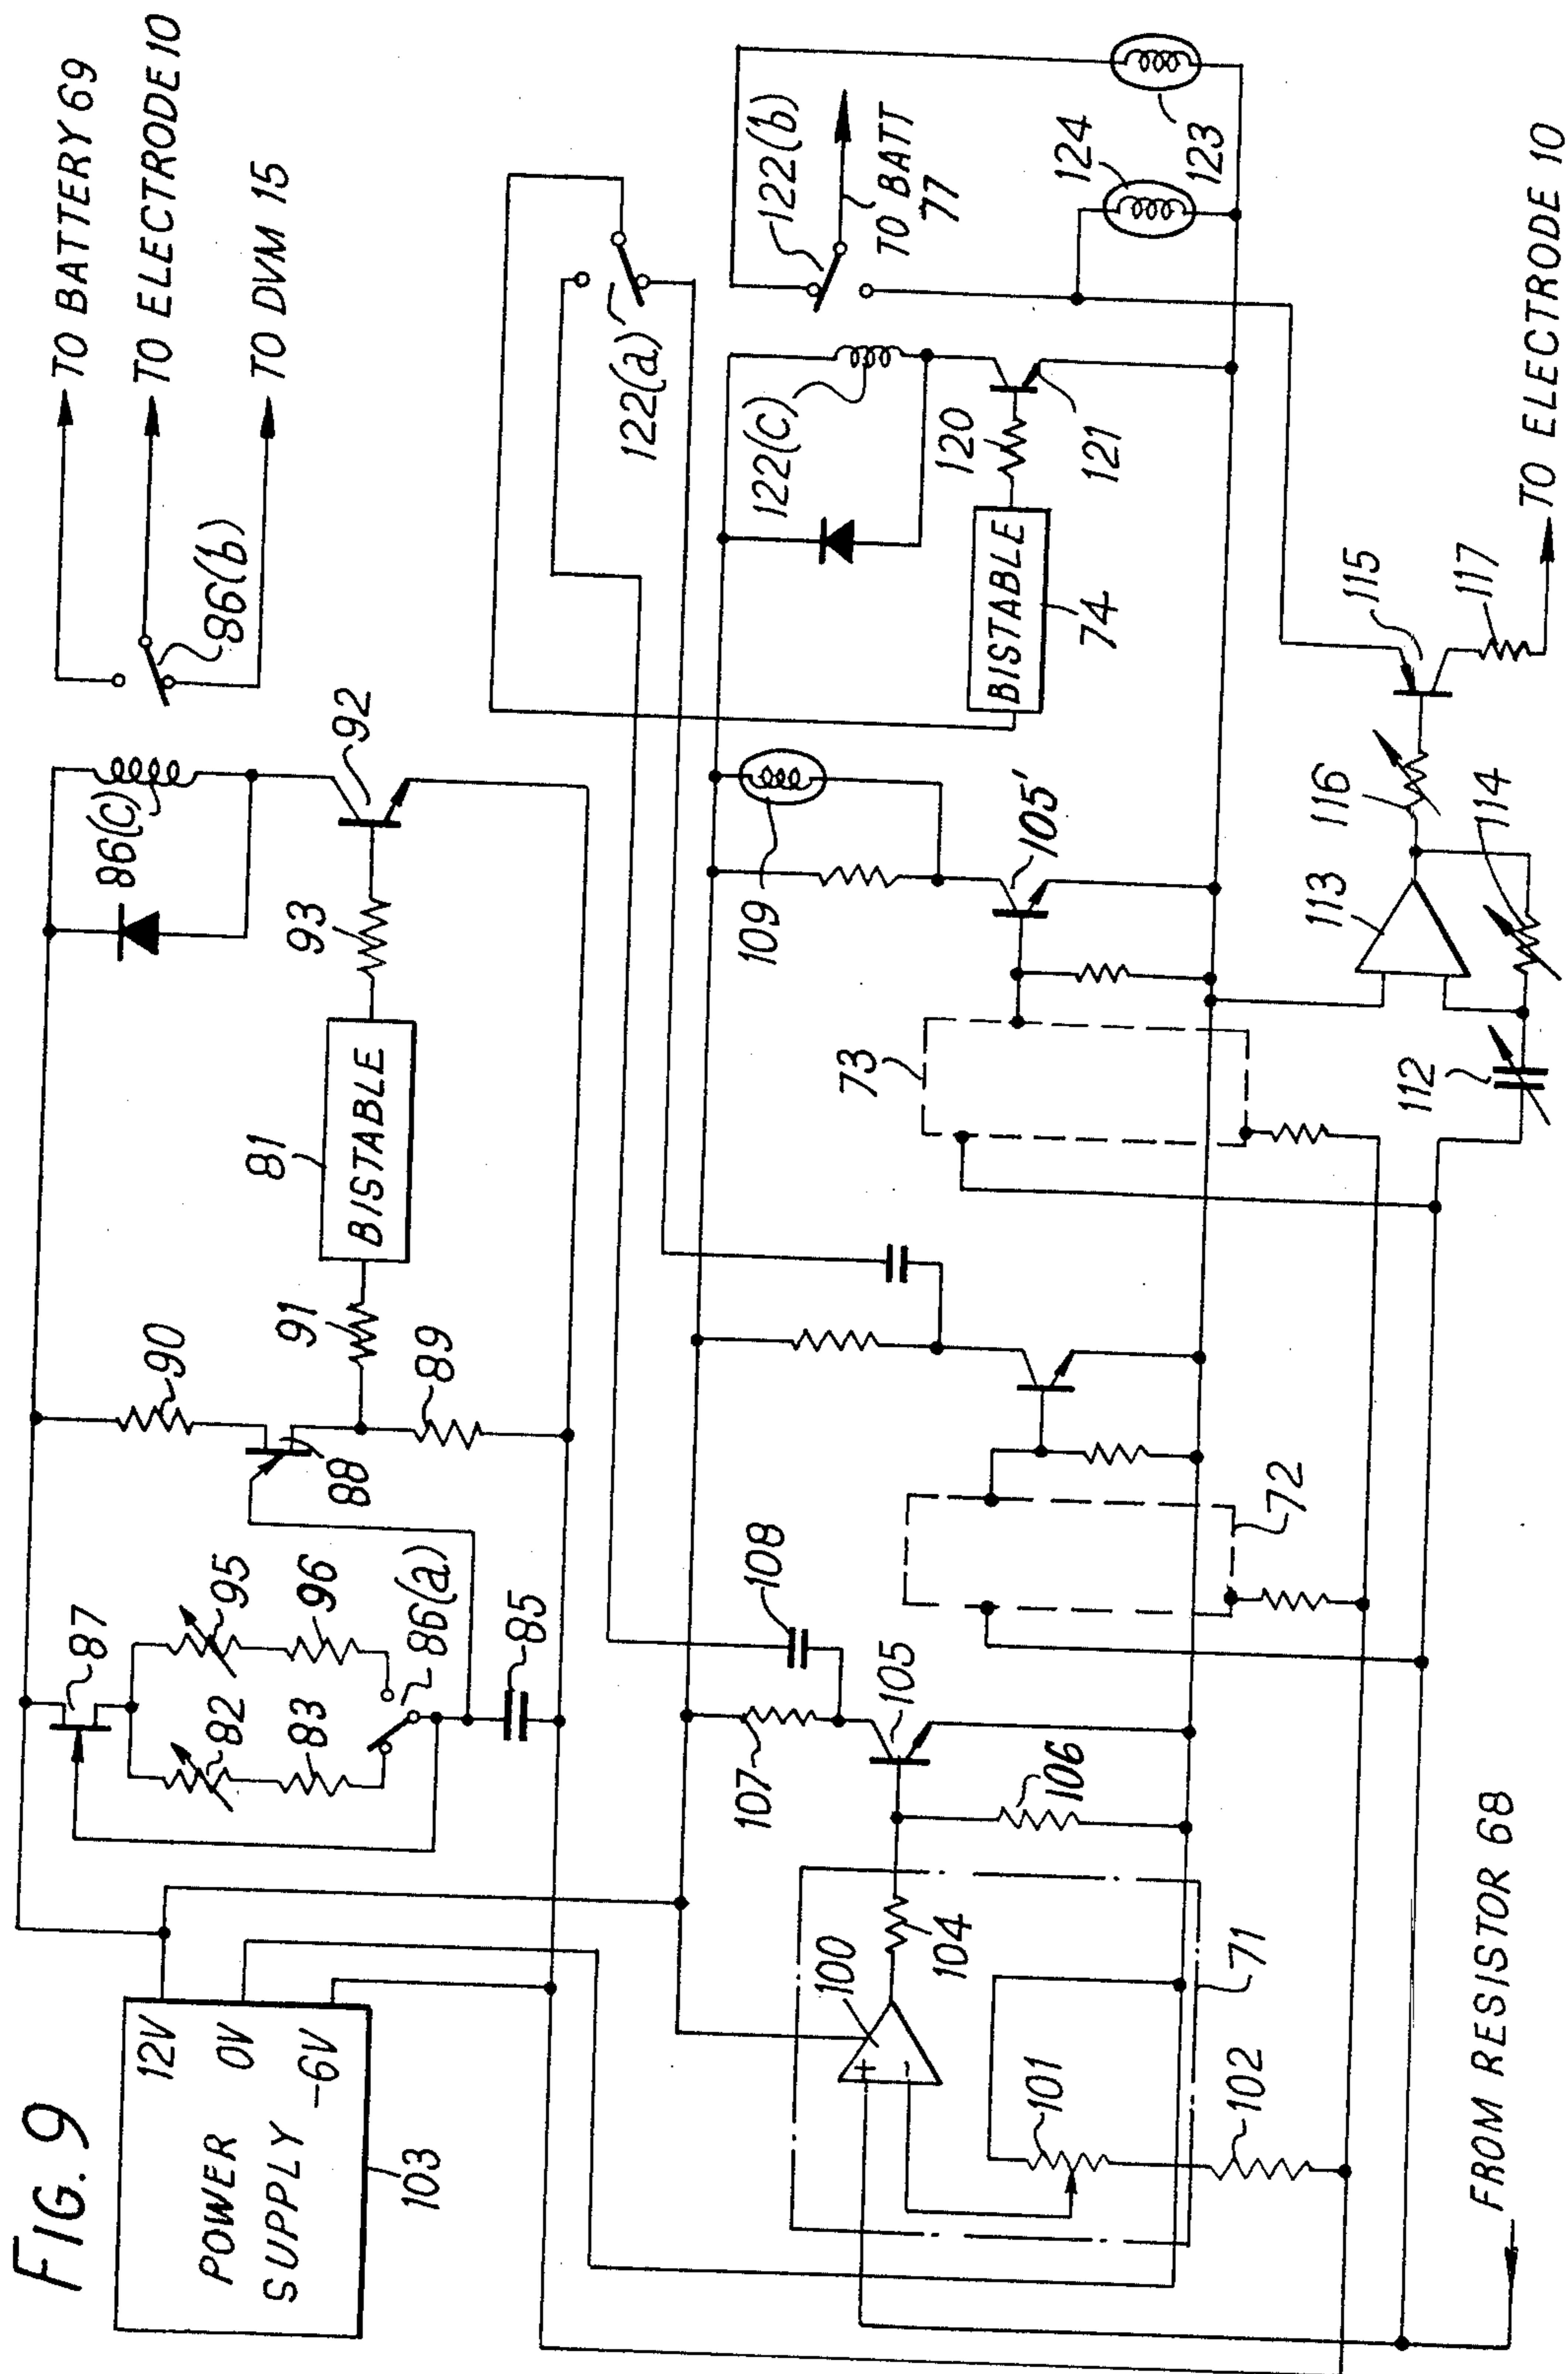 FIG. 9
POWER
SUPPLY
12V
0V
-6V
103
87
82
83
95
96
86(a)
85
88
90
89
91
81
BISTABLE
93
86(c)
92
86(b)
TO BATTERY 69
TO ELECTRODE 10
TO DVM 15
100
+
-
101
102
104
71
105
106
107
108
72
73
109
105'
122(a)
122(c)
120
121
BISTABLE
74
122(b)
TO BATT
77
124
123
112
113
114
116
115
117
TO ELECTRODE 10
FROM RESISTOR 68